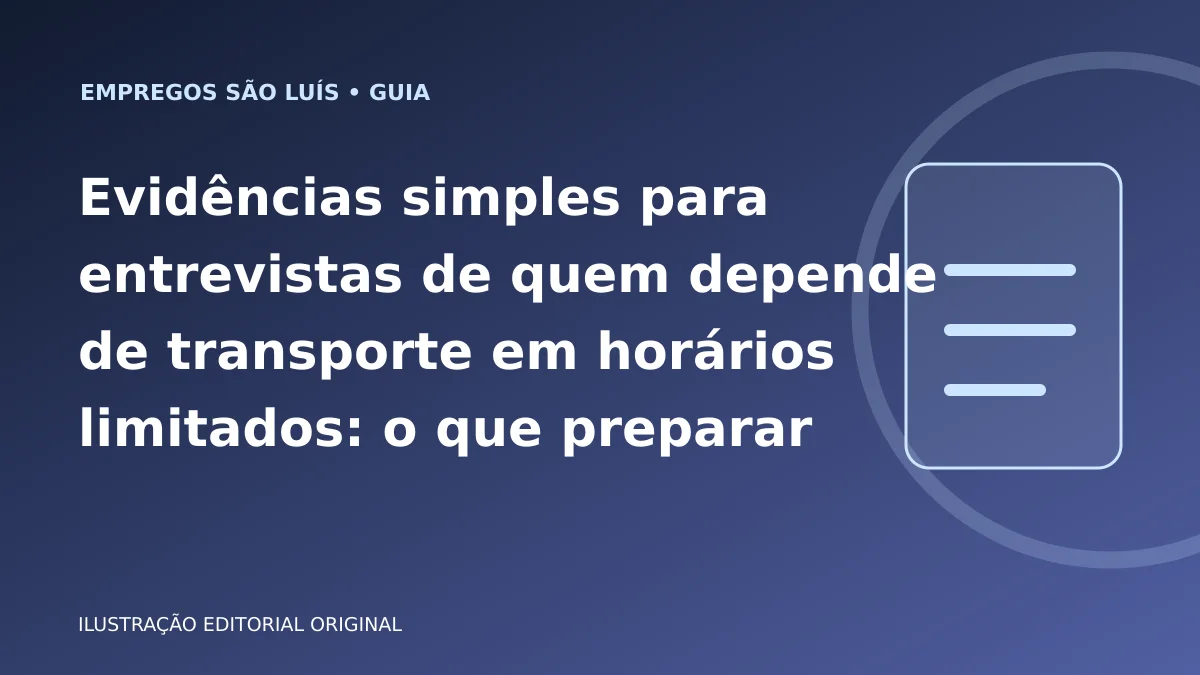 EMPREGOS SÃO LUÍS • GUIA
Evidências simples para
entrevistas de quem depende
de transporte em horários
limitados: o que preparar
ILUSTRAÇÃO EDITORIAL ORIGINAL